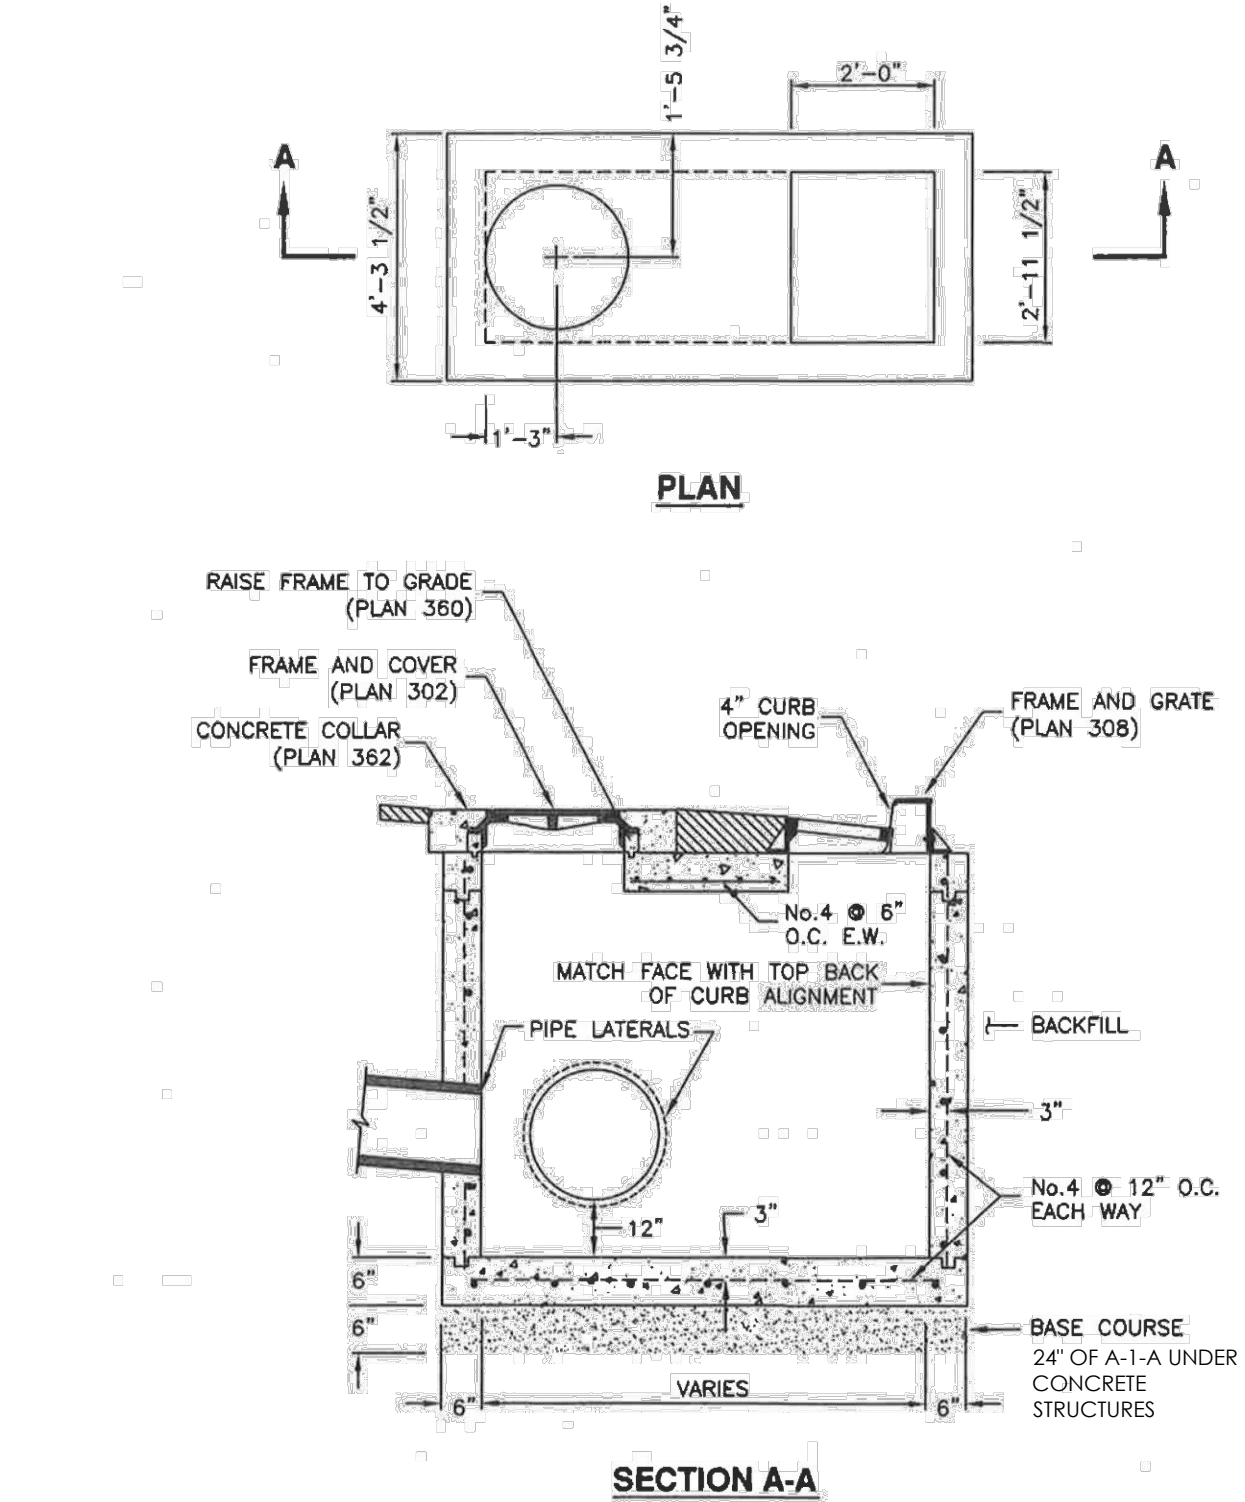 1'-5 3/4"
2'-0"
A
A
4'-3 1/2"
2'-11 1/2"
1'-3"
PLAN
RAISE FRAME TO GRADE
(PLAN 360)
FRAME AND COVER
(PLAN 302)
CONCRETE COLLAR
(PLAN 362)
4" CURB
OPENING
FRAME AND GRATE
(PLAN 308)
No.4 @ 6"
O.C. E.W.
MATCH FACE WITH TOP BACK
OF CURB ALIGNMENT
PIPE LATERALS
BACKFILL
3"
No.4 @ 12" O.C.
EACH WAY
12"
3"
6"
6"
BASE COURSE
24" OF A-1-A UNDER
CONCRETE
STRUCTURES
VARIES
6"
6"
SECTION A-A